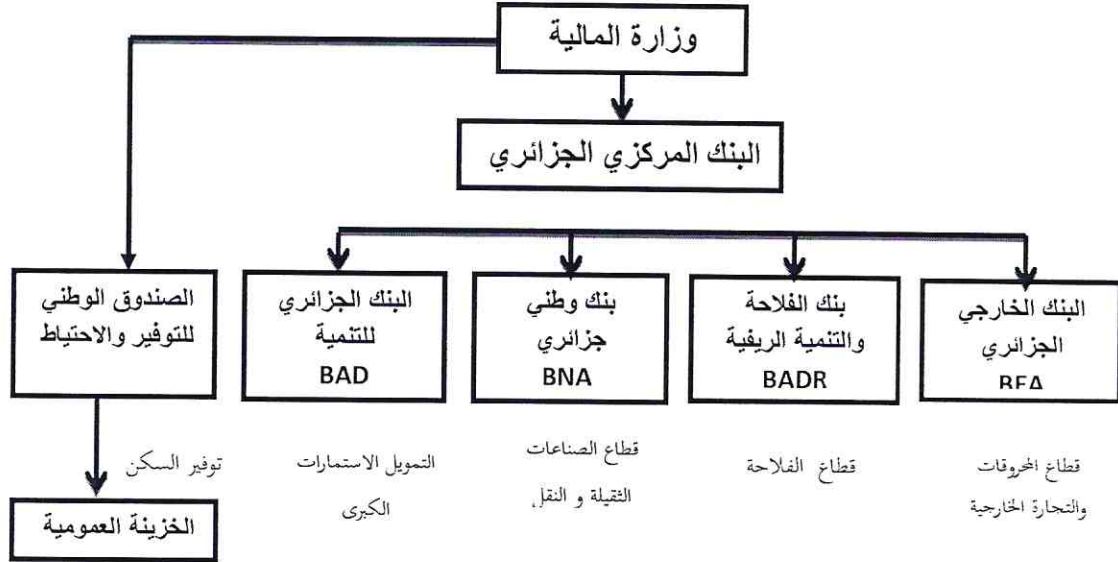 وزارة المالية
البنك المركزي الجزائري
البنك الخارجي
الجزائري
BEA
بنك الفلاحة
والتنمية الريفية
BADR
بنك وطني
جزائري
BNA
البنك الجزائري
للتنمية
BAD
الصندوق الوطني
للتوفير والاحتياط
قطاع المحروقات
والتجارة الخارجية
قطاع الفلاحة
قطاع الصناعات
الثقيلة و النقل
التمويل الاستمارات
الكبرى
توفير السكن
الخزينة العمومية